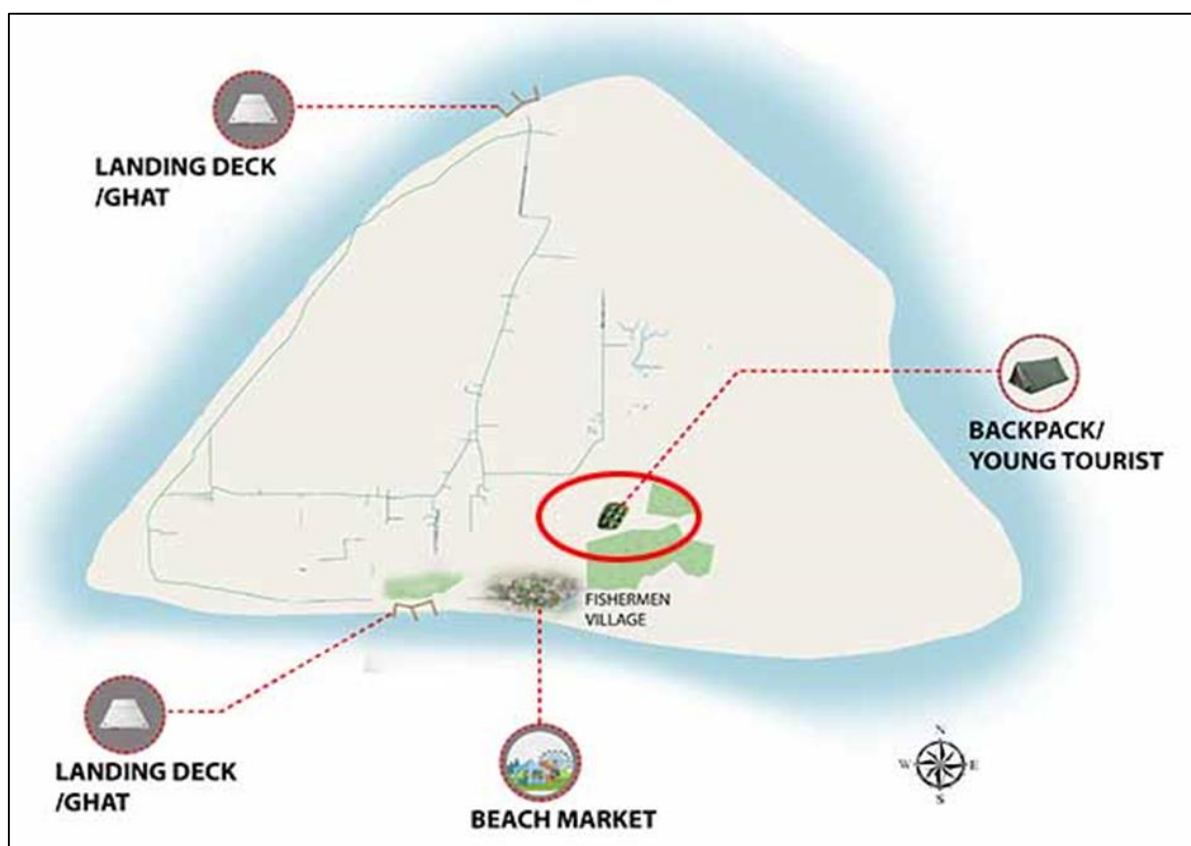 LANDING DECK
/GHAT
BACKPACK/
YOUNG TOURIST
FISHERMEN
VILLAGE
LANDING DECK
/GHAT
BEACH MARKET
N
W
E
S